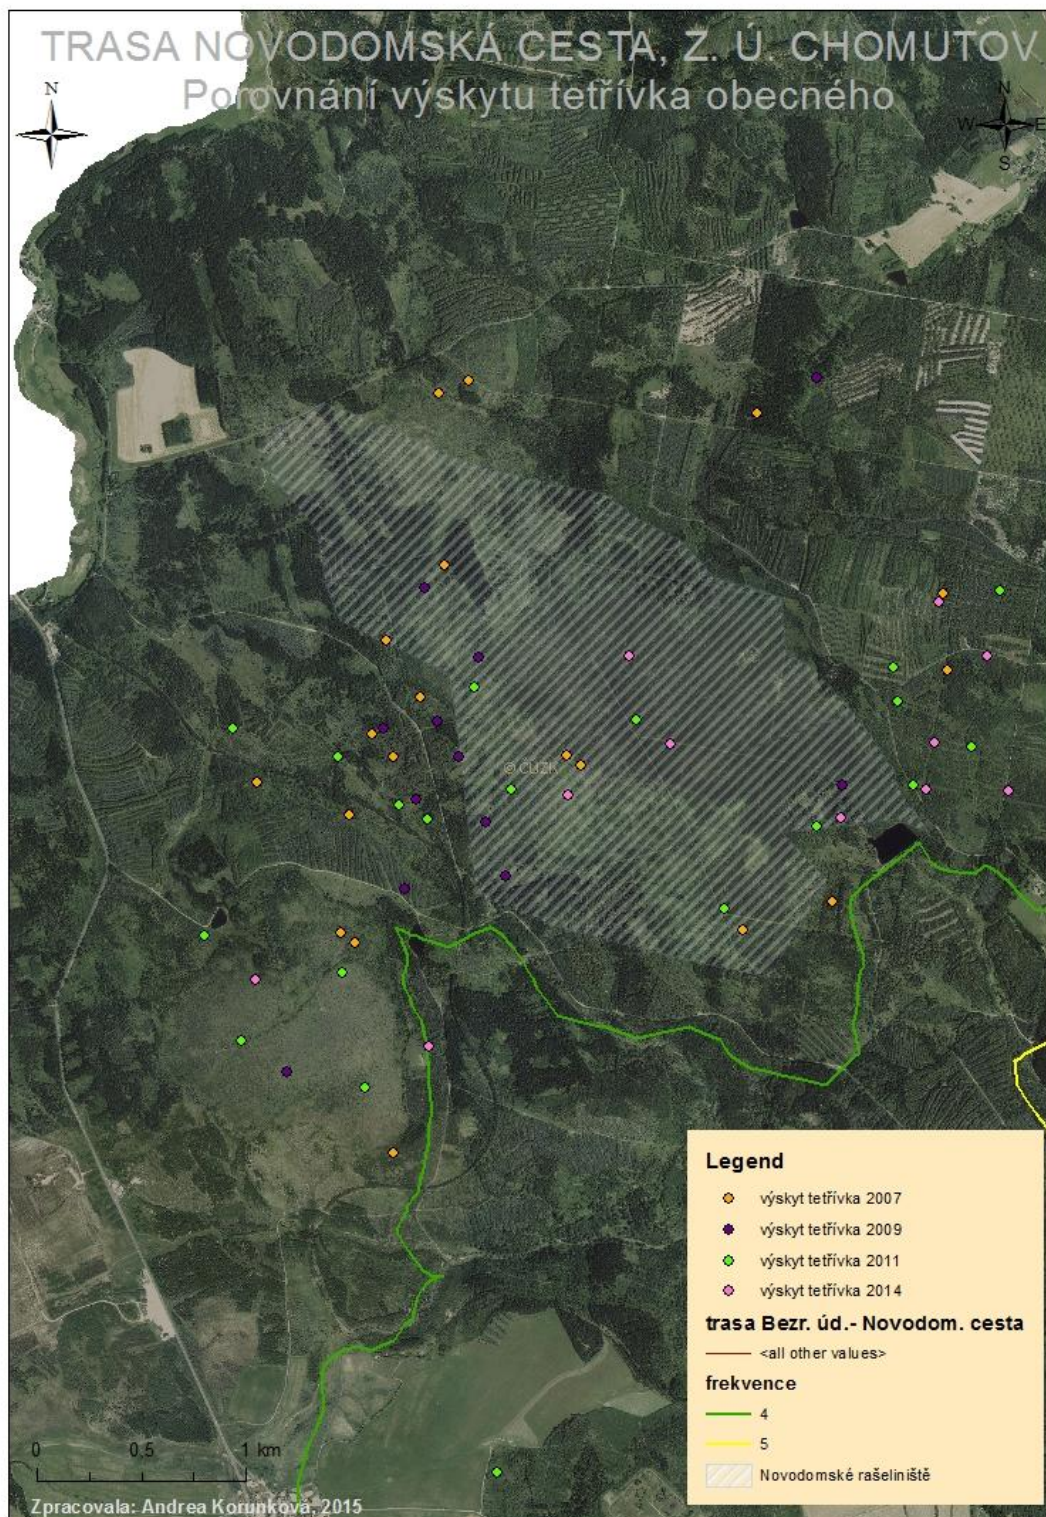 TRASA NOVODOMSKÁ CESTA, Z. Ú. CHOMUTOV
Porovnání výskytu tetřívka obecného
N
N
W E
S
© CUZK
Legend
výskyt tetřívka 2007
výskyt tetřívka 2009
výskyt tetřívka 2011
výskyt tetřívka 2014
trasa Bezr. úd.- Novodom. cesta
<all other values>
frekvence
4
5
Novodomské rašeliniště
0 0,5 1 km
Zpracovala: Andrea Korunková, 2015